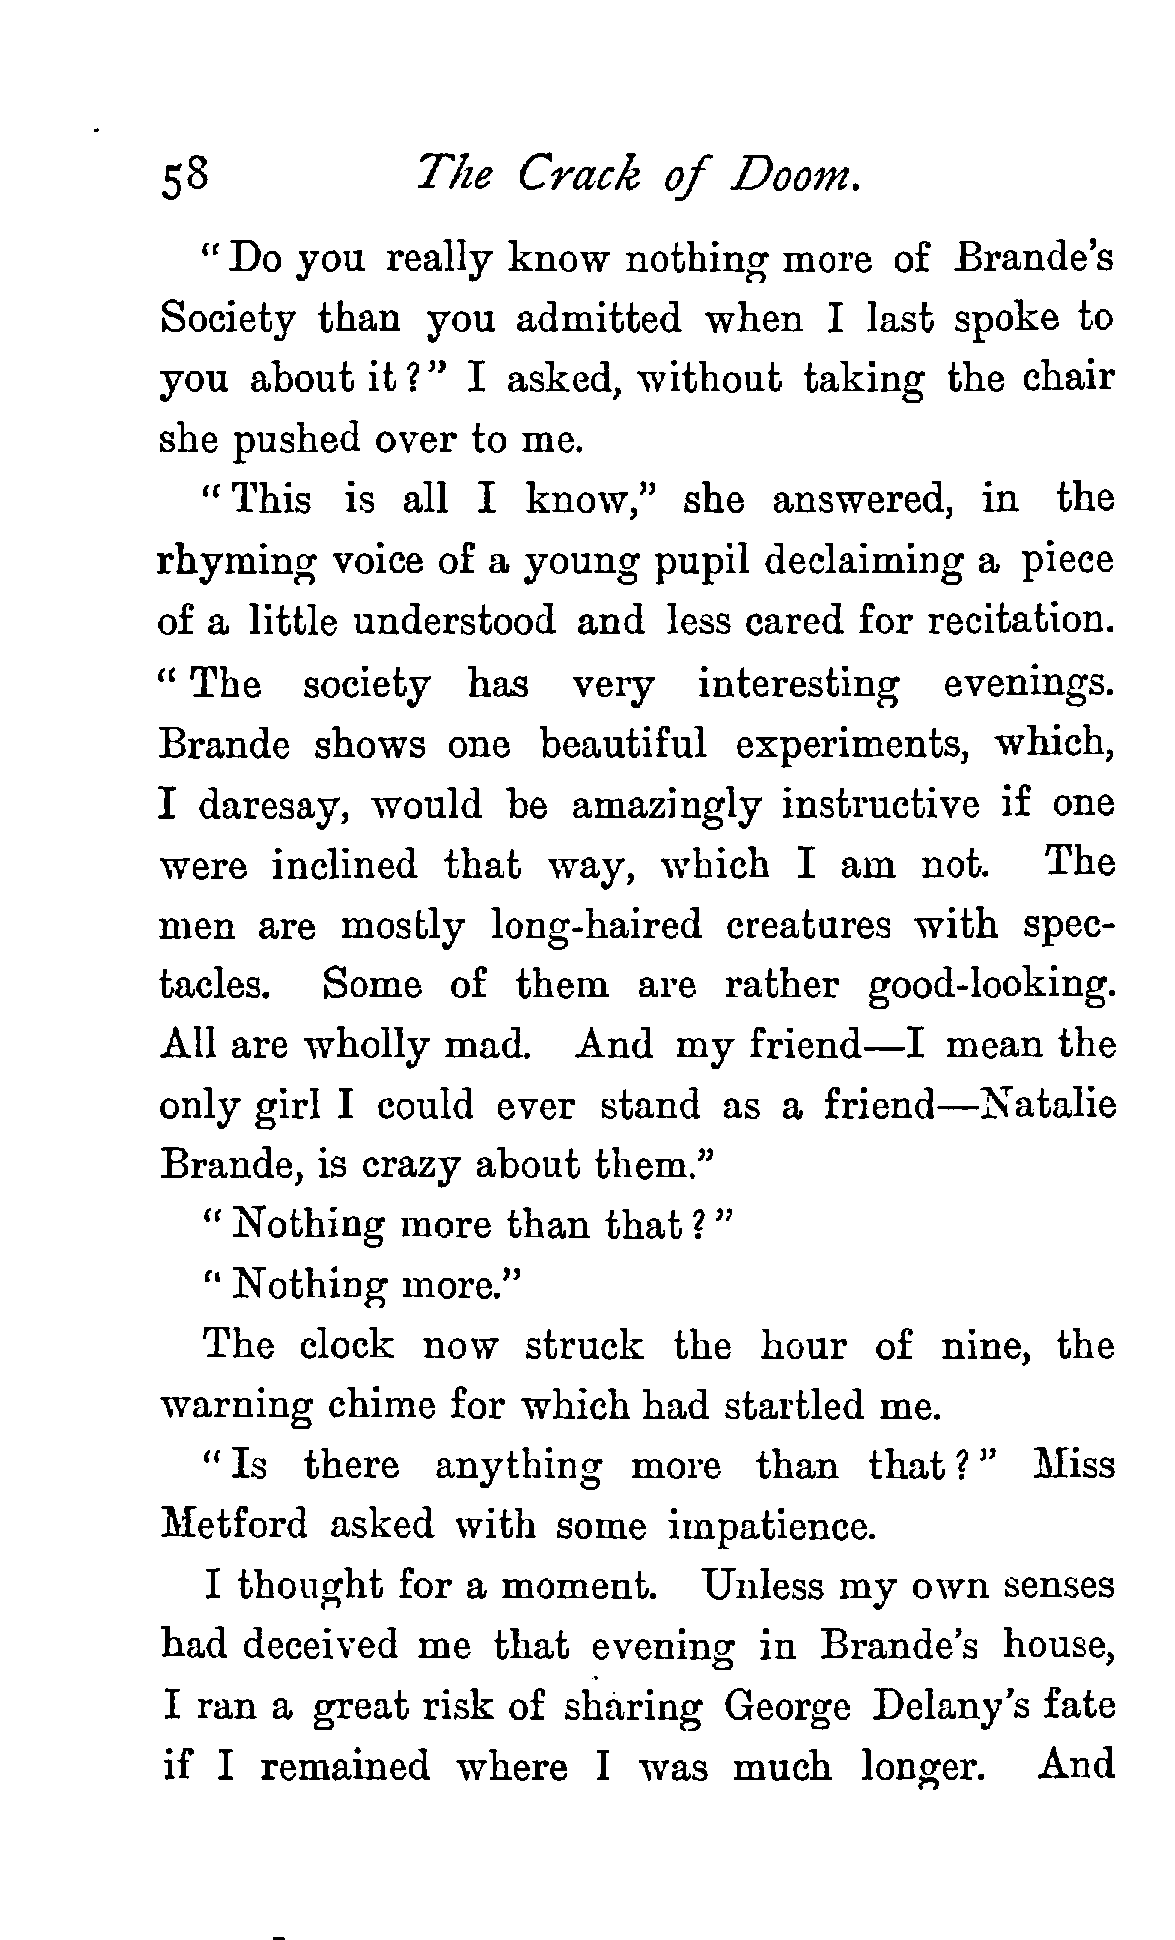 58 The Crack of Doom.
"Do you really know nothing more of Brande's
Society than you admitted when I last spoke to
you about it?" I asked, without taking the chair
she pushed over to me.
"This is all I know," she answered, in the
rhyming voice of a young pupil declaiming a piece
of a little understood and less cared for recitation.
"The society has very interesting evenings.
Brande shows one beautiful experiments, which,
I daresay, would be amazingly instructive if one
were inclined that way, which I am not. The
men are mostly long-haired creatures with spec-
tacles. Some of them are rather good-looking.
All are wholly mad. And my friend—I mean the
only girl I could ever stand as a friend—Natalie
Brande, is crazy about them."
"Nothing more than that?"
"Nothing more."
The clock now struck the hour of nine, the
warning chime for which had startled me.
"Is there anything more than that?" Miss
Metford asked with some impatience.
I thought for a moment. Unless my own senses
had deceived me that evening in Brande's house,
I ran a great risk of sharing George Delany's fate
if I remained where I was much longer. And